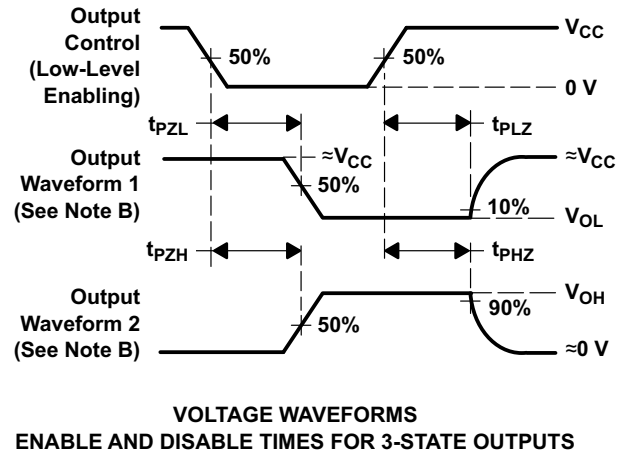 Output
Control
(Low-Level
Enabling)
50%
50%
VCC
0 V
tPZL
tPLZ
Output
Waveform 1
(See Note B)
≈VCC
50%
≈VCC
10%
VOL
tPZH
tPHZ
Output
Waveform 2
(See Note B)
50%
VOH
90%
≈0 V
VOLTAGE WAVEFORMS
ENABLE AND DISABLE TIMES FOR 3-STATE OUTPUTS